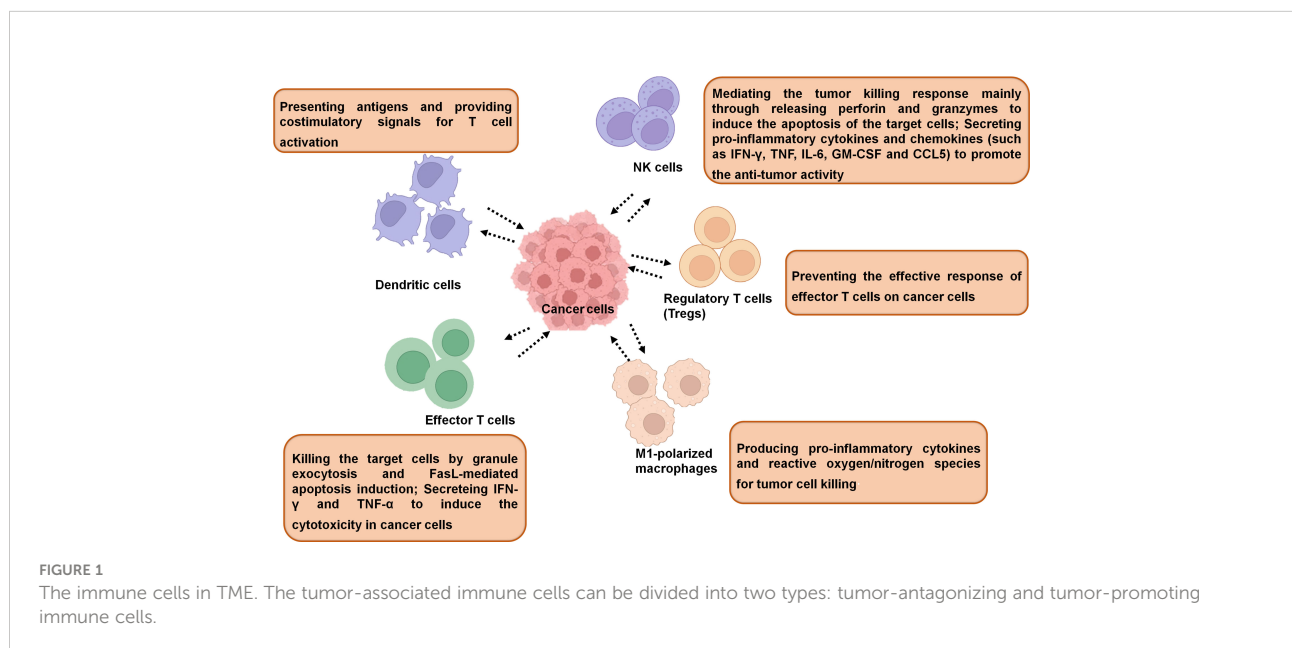 Presenting antigens and providing
costimulatory signals for T cell
activation
Dendritic cells
NK cells
Mediating the tumor killing response mainly
through releasing perforin and granzymes to
induce the apoptosis of the target cells; Secreting
pro-inflammatory cytokines and chemokines (such
as IFN-γ, TNF, IL-6, GM-CSF and CCL5) to promote
the anti-tumor activity
Cancer cells
Regulatory T cells
(Tregs)
Preventing the effective response of
effector T cells on cancer cells
Effector T cells
Killing the target cells by granule
exocytosis and FasL-mediated
apoptosis induction; Secreteing IFN-
γ and TNF-α to induce the
cytotoxicity in cancer cells
M1-polarized
macrophages
Producing pro-inflammatory cytokines
and reactive oxygen/nitrogen species
for tumor cell killing
FIGURE 1
The immune cells in TME. The tumor-associated immune cells can be divided into two types: tumor-antagonizing and tumor-promoting
immune cells.